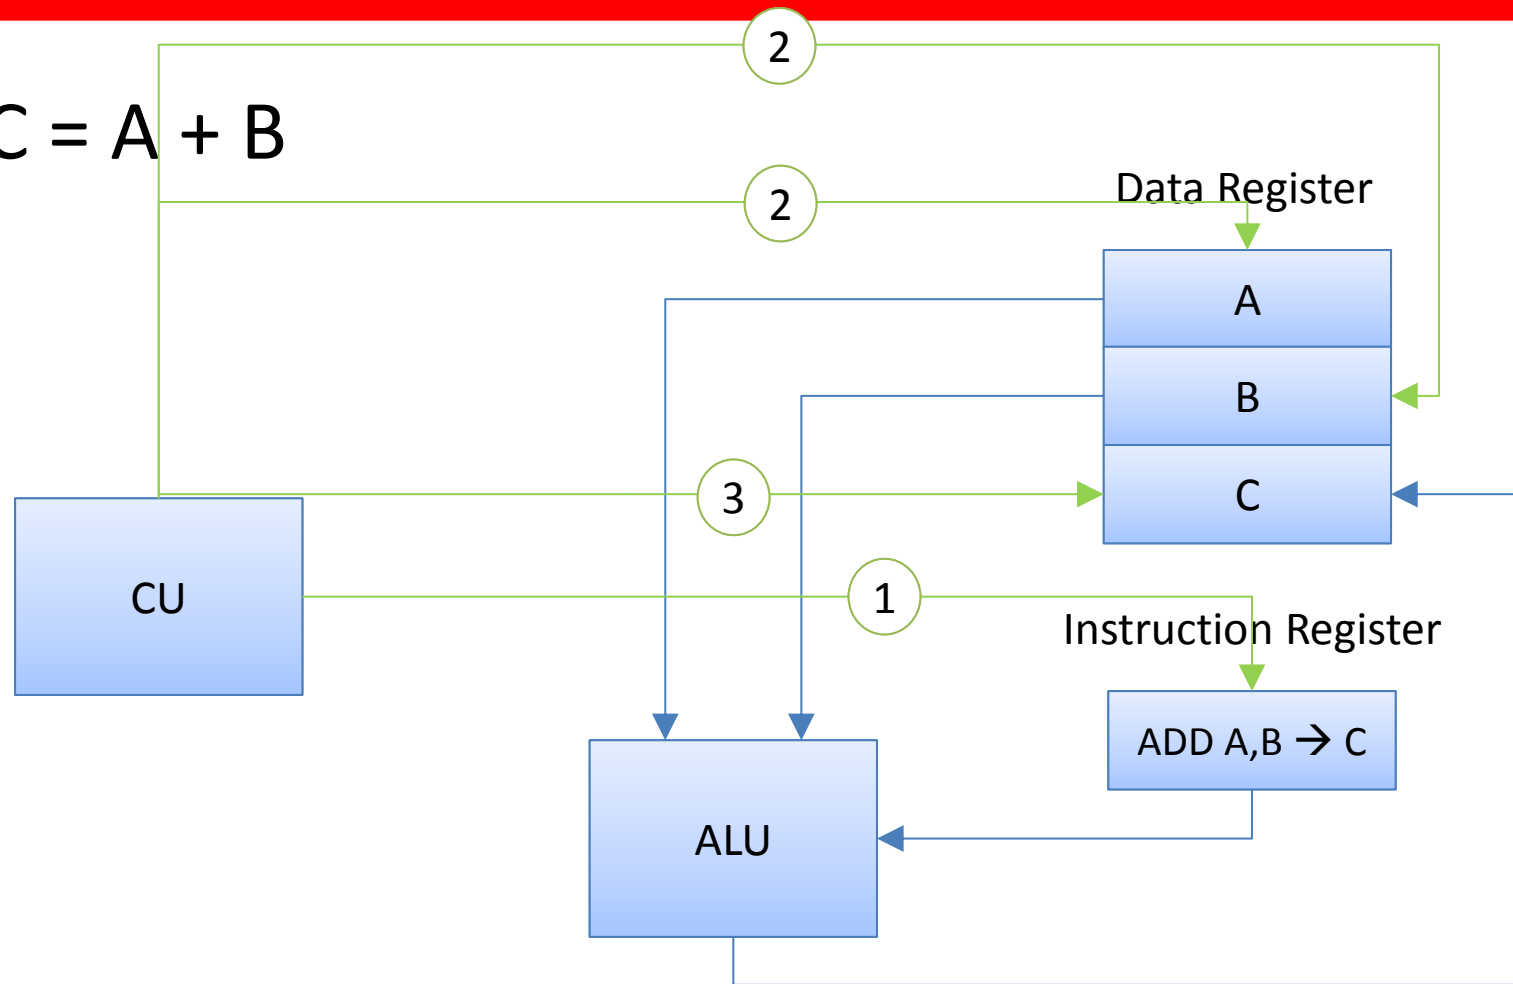 2
C = A + B
2
Data Register
A
B
3
C
CU
1
Instruction Register
ADD A,B → C
ALU